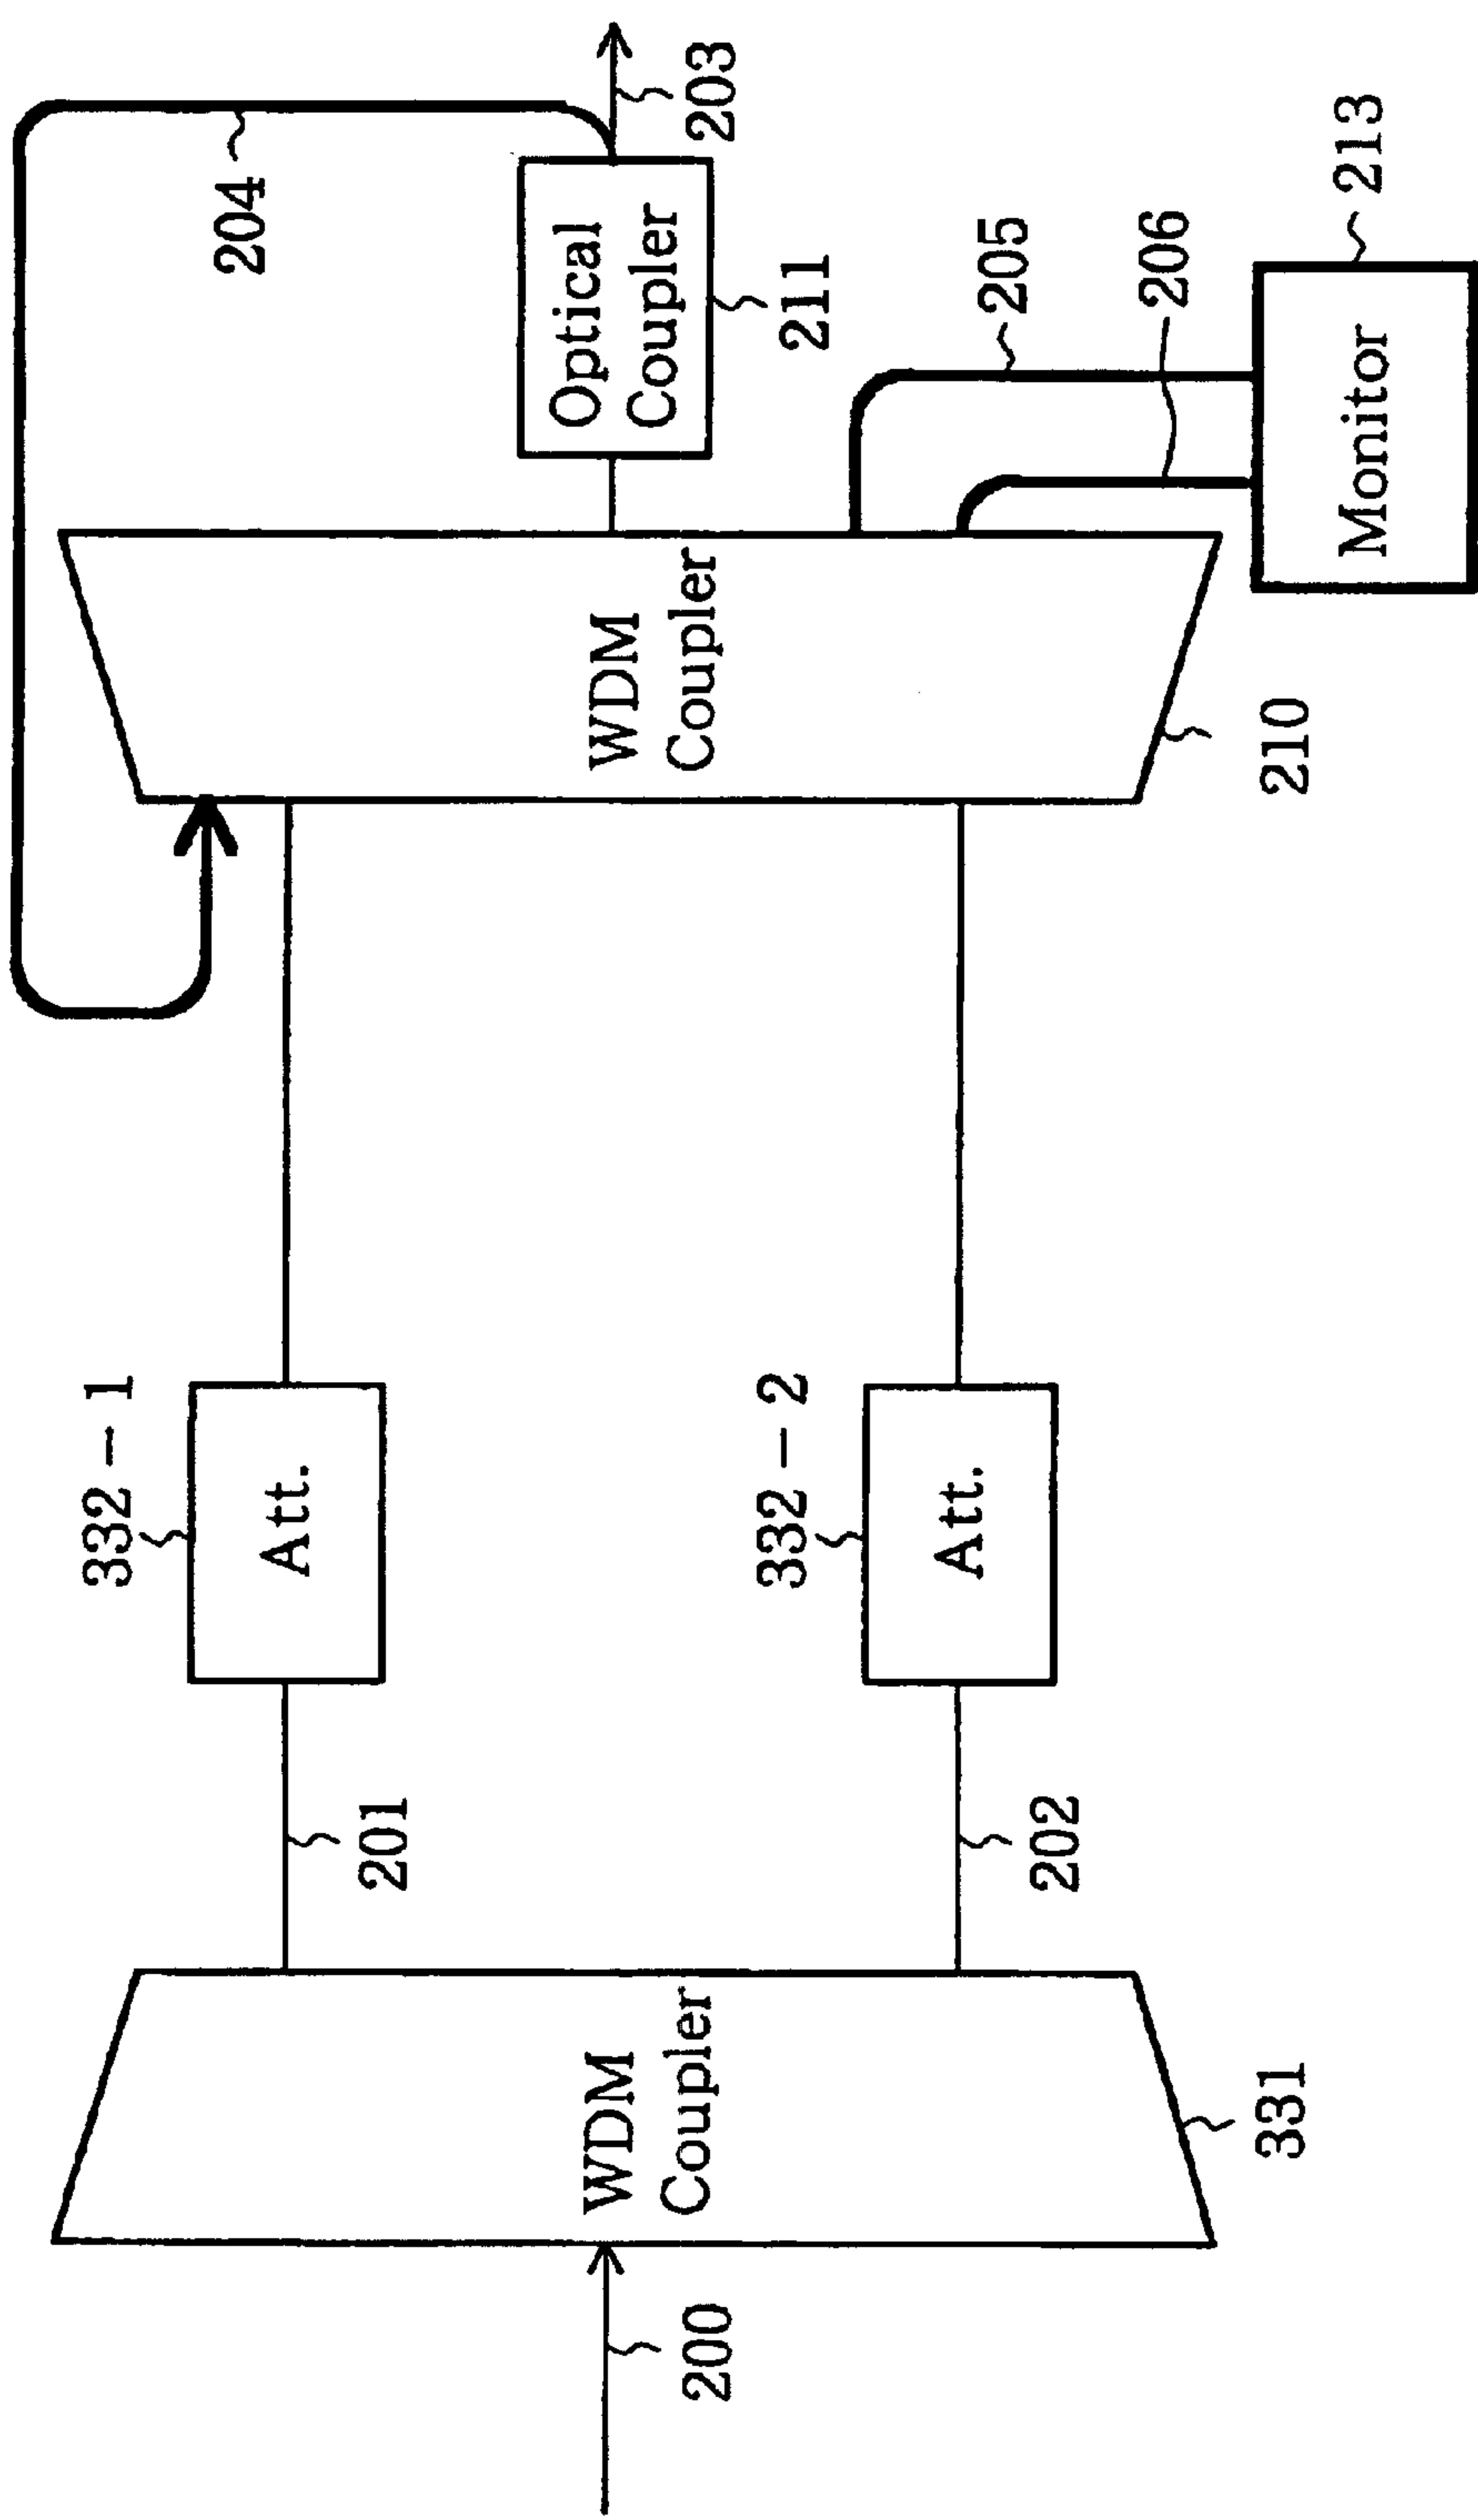 200
WDM
Coupler
331
201
202
332-1
Att.
332-2
Att.
WDM
Coupler
210
204
Optical
Coupler
211
203
205
206
Monitor
213